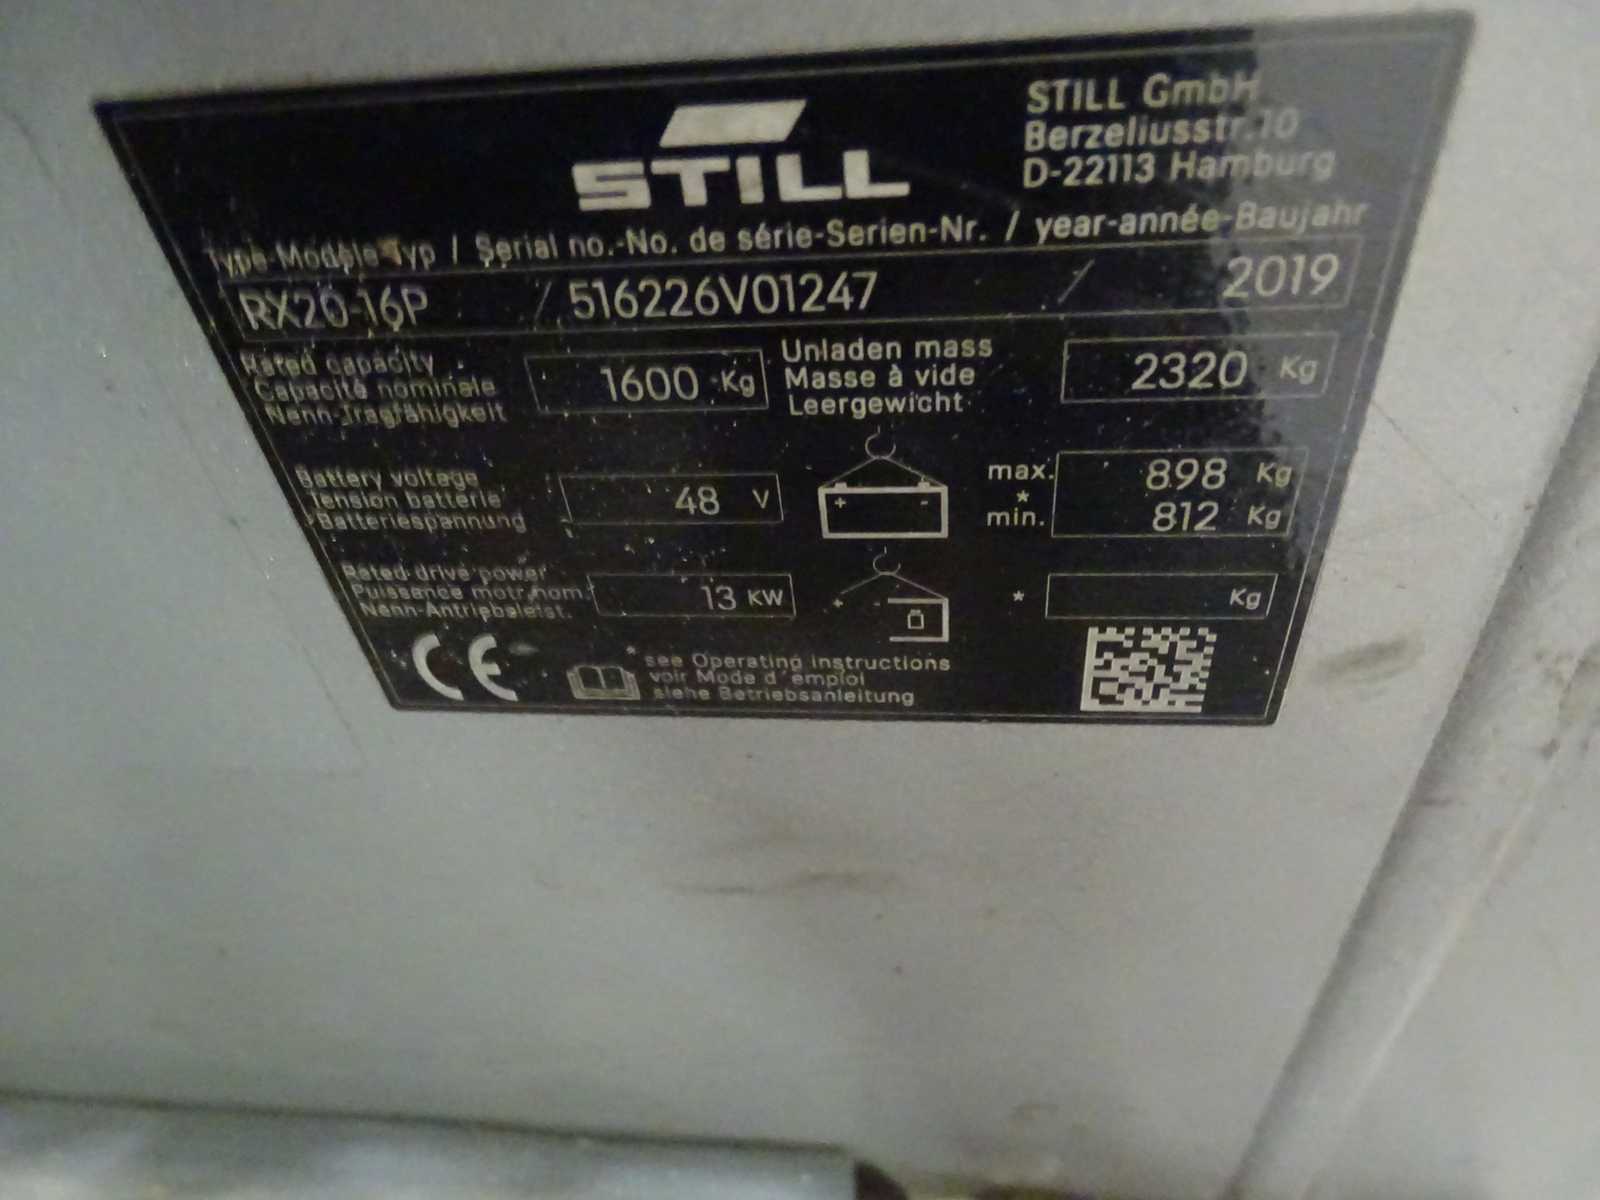 STILL
STILL GmbH
Berzeliusstr.10
D-22113 Hamburg
Type-Modèle-Typ / Serial no.-No. de série-Serien-Nr. / year-année-Baujahr
RX20-16P / 516226V01247 / 2019
Rated capacity
Capacité nominale
Nenn-Tragfähigkeit
1600 Kg
Unladen mass
Masse à vide
Leergewicht
2320 Kg
Battery voltage
Tension batterie
Batteriespannung
48 V
+ -
max. 898 Kg
*
min. 812 Kg
Rated drive power
Puissance motr.nom.
Nenn-Antriebsleist.
13 KW
+ -
* Kg
CE
* see Operating instructions
voir Mode d'emploi
siehe Betriebsanleitung